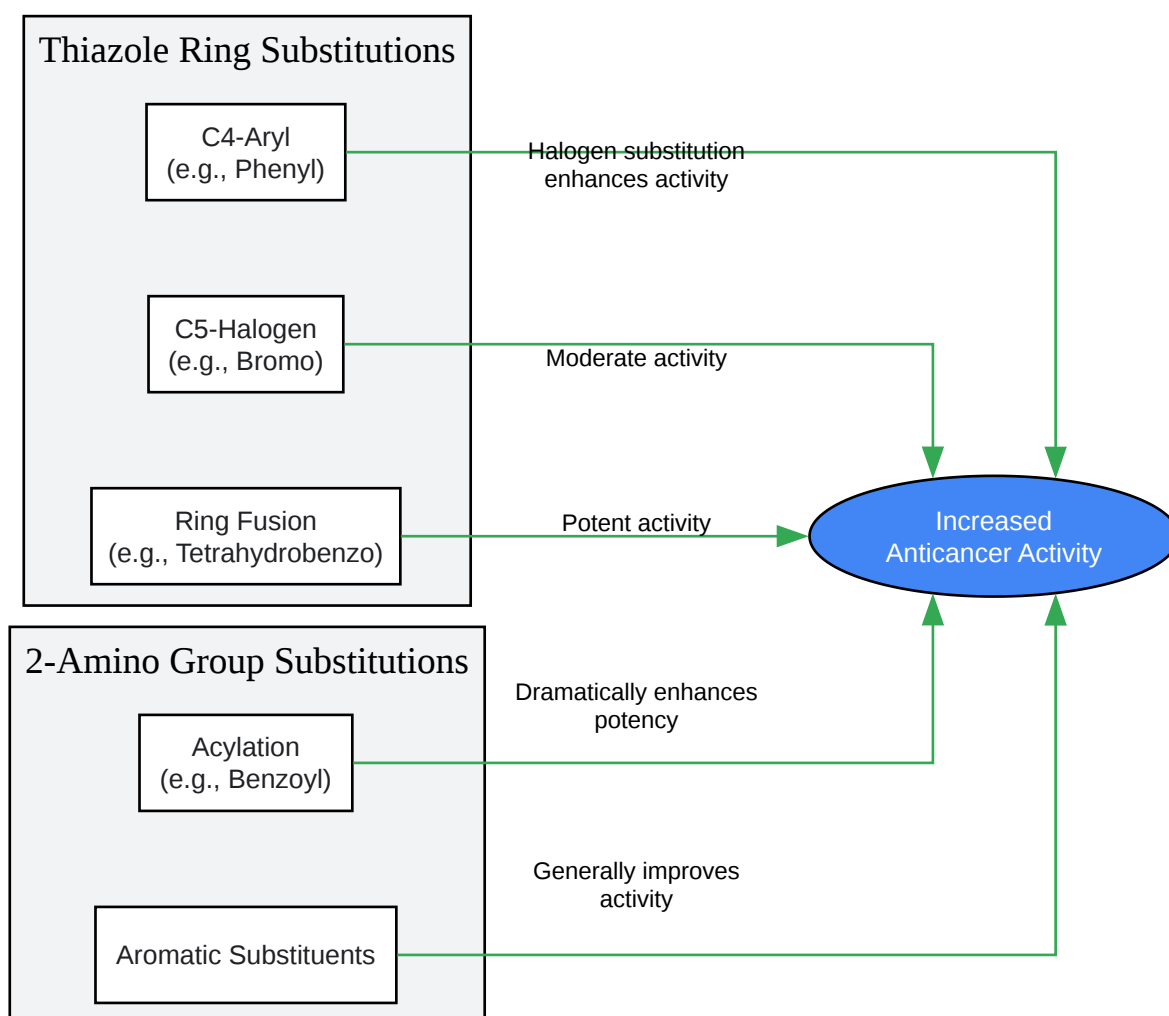 Thiazole Ring Substitutions
C4-Aryl
(e.g., Phenyl)
Halogen substitution
enhances activity
C5-Halogen
(e.g., Bromo)
Moderate activity
Ring Fusion
(e.g., Tetrahydrobenzo)
Potent activity
Increased
Anticancer Activity
2-Amino Group Substitutions
Acylation
(e.g., Benzoyl)
Dramatically enhances
potency
Aromatic Substituents
Generally improves
activity